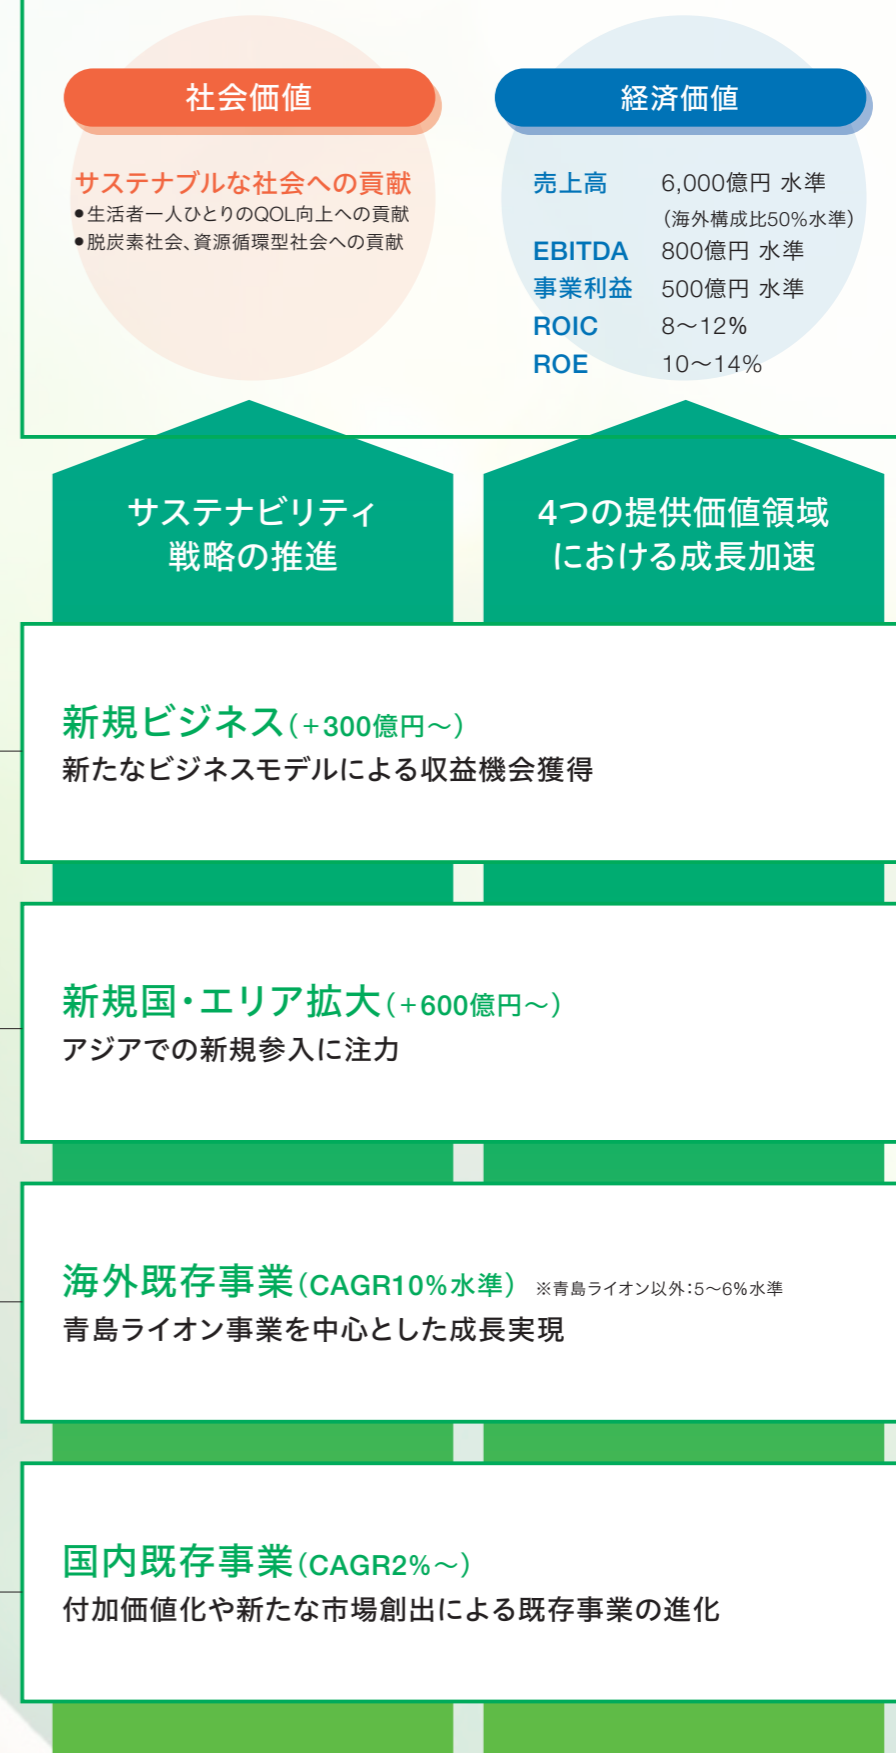 社会価値
サステナブルな社会への貢献
●生活者一人ひとりのQOL向上への貢献
●脱炭素社会、資源循環型社会への貢献
経済価値
売上高 6,000億円 水準
（海外構成比50%水準）
EBITDA 800億円 水準
事業利益 500億円 水準
ROIC 8～12%
ROE 10～14%
サステナビリティ
戦略の推進
4つの提供価値領域
における成長加速
新規ビジネス（+300億円～）
新たなビジネスモデルによる収益機会獲得
新規国・エリア拡大（+600億円～）
アジアでの新規参入に注力
海外既存事業（CAGR10%水準） ※青島ライオン以外：5～6%水準
青島ライオン事業を中心とした成長実現
国内既存事業（CAGR2%～）
付加価値化や新たな市場創出による既存事業の進化